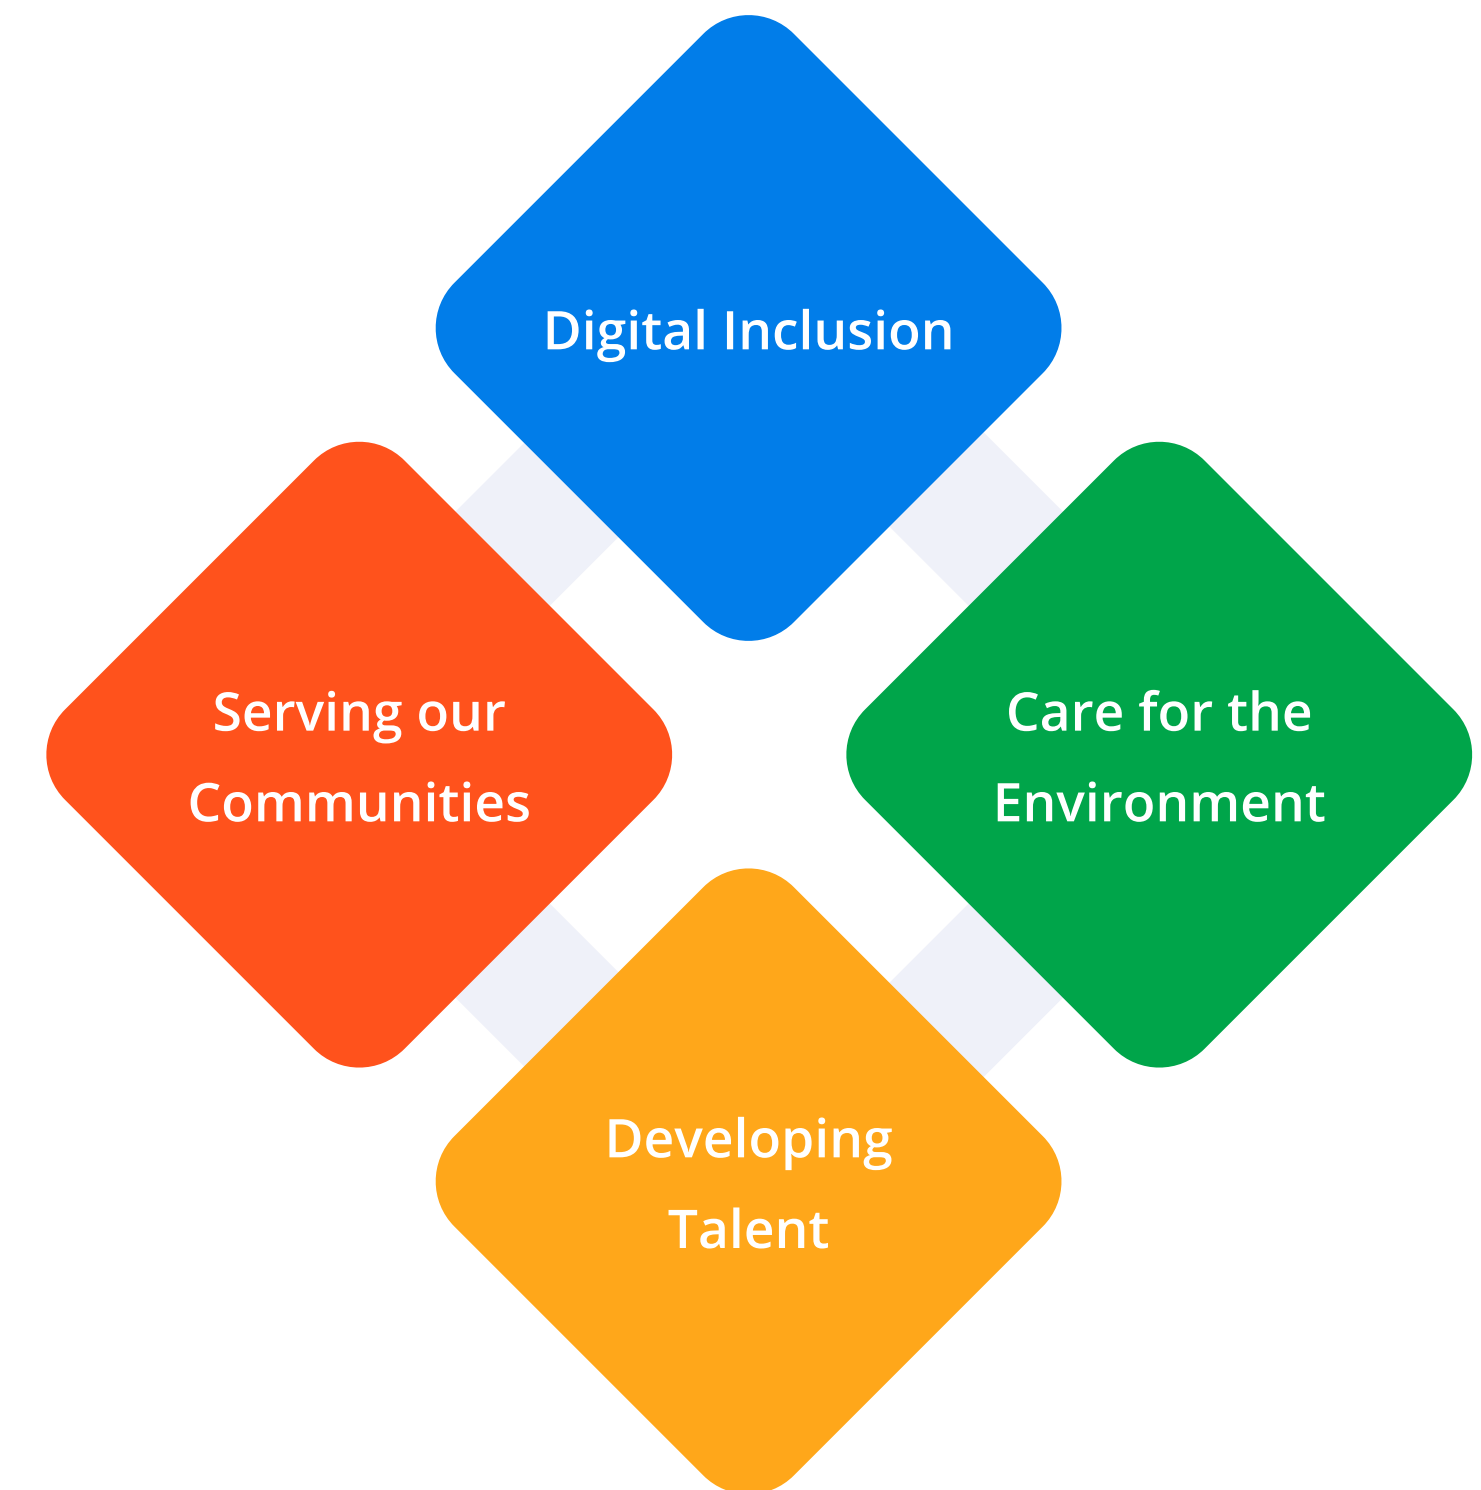 Digital Inclusion
Serving our
Communities
Care for the
Environment
Developing
Talent